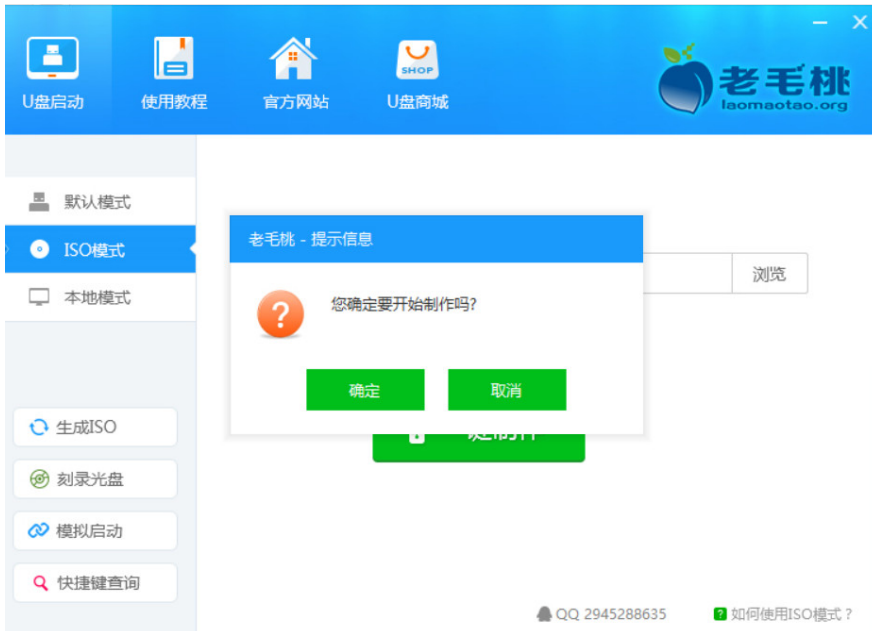 U盘启动
使用教程
官方网站
SHOP
U盘商城
老毛桃
laomaotao.org
默认模式
ISO模式
本地模式
老毛桃 - 提示信息
您确定要开始制作吗?
确定
取消
浏览
生成ISO
刻录光盘
模拟启动
快捷键查询
QQ 2945288635
?如何使用ISO模式？